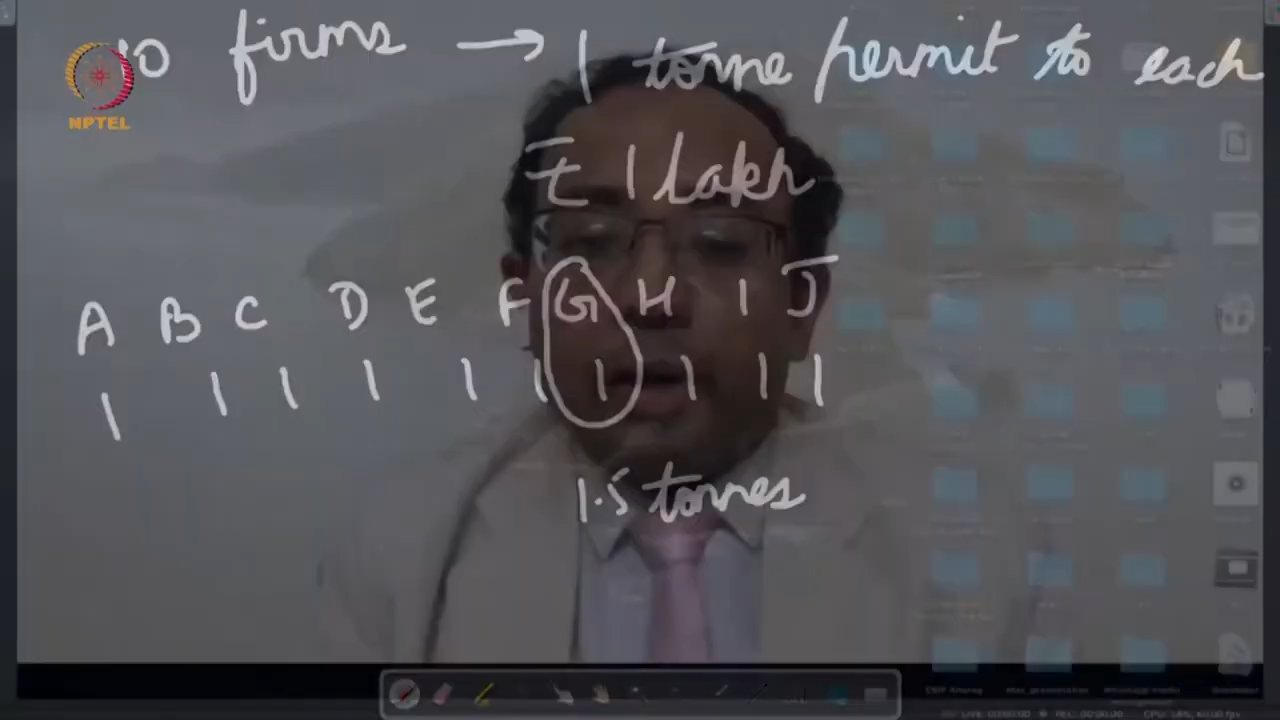 10 firms → 1 tonne permit to each
NPTEL
₹ 1 lakh
A B C D E F G H I J
1 1 1 1 1 1 1 1 1 1
1.5 tonnes